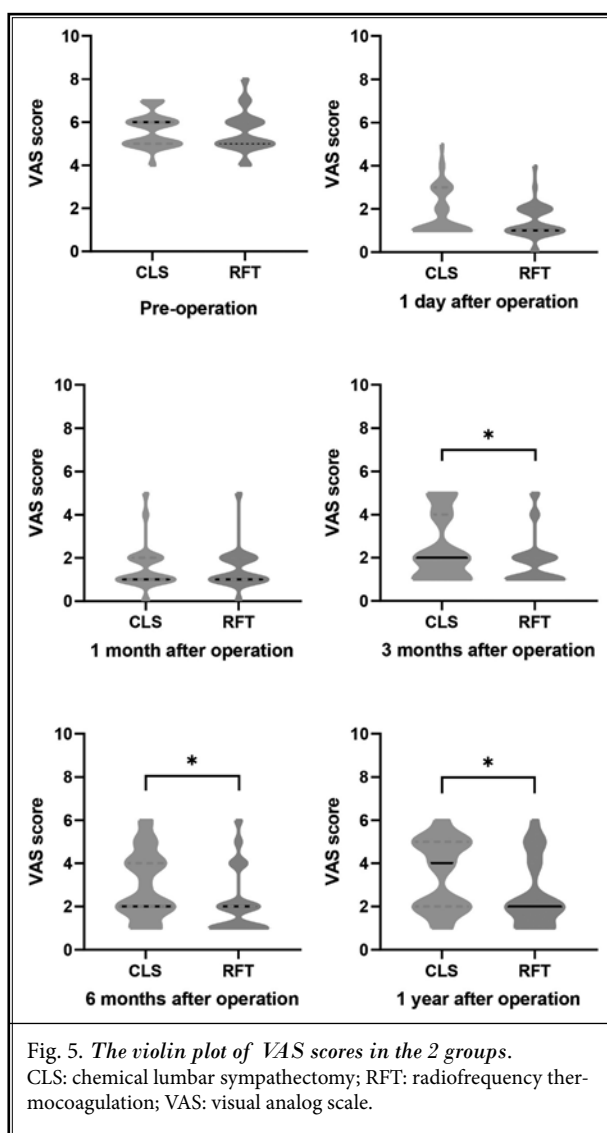 10
8
6
4
2
0
VAS score
CLS
RFT
Pre-operation
10
8
6
4
2
0
VAS score
CLS
RFT
1 day after operation
10
8
6
4
2
0
VAS score
CLS
RFT
1 month after operation
10
8
6
4
2
0
VAS score
*
CLS
RFT
3 months after operation
10
8
6
4
2
0
VAS score
*
CLS
RFT
6 months after operation
10
8
6
4
2
0
VAS score
*
CLS
RFT
1 year after operation
Fig. 5. The violin plot of VAS scores in the 2 groups.
CLS: chemical lumbar sympathectomy; RFT: radiofrequency ther-
mocoagulation; VAS: visual analog scale.